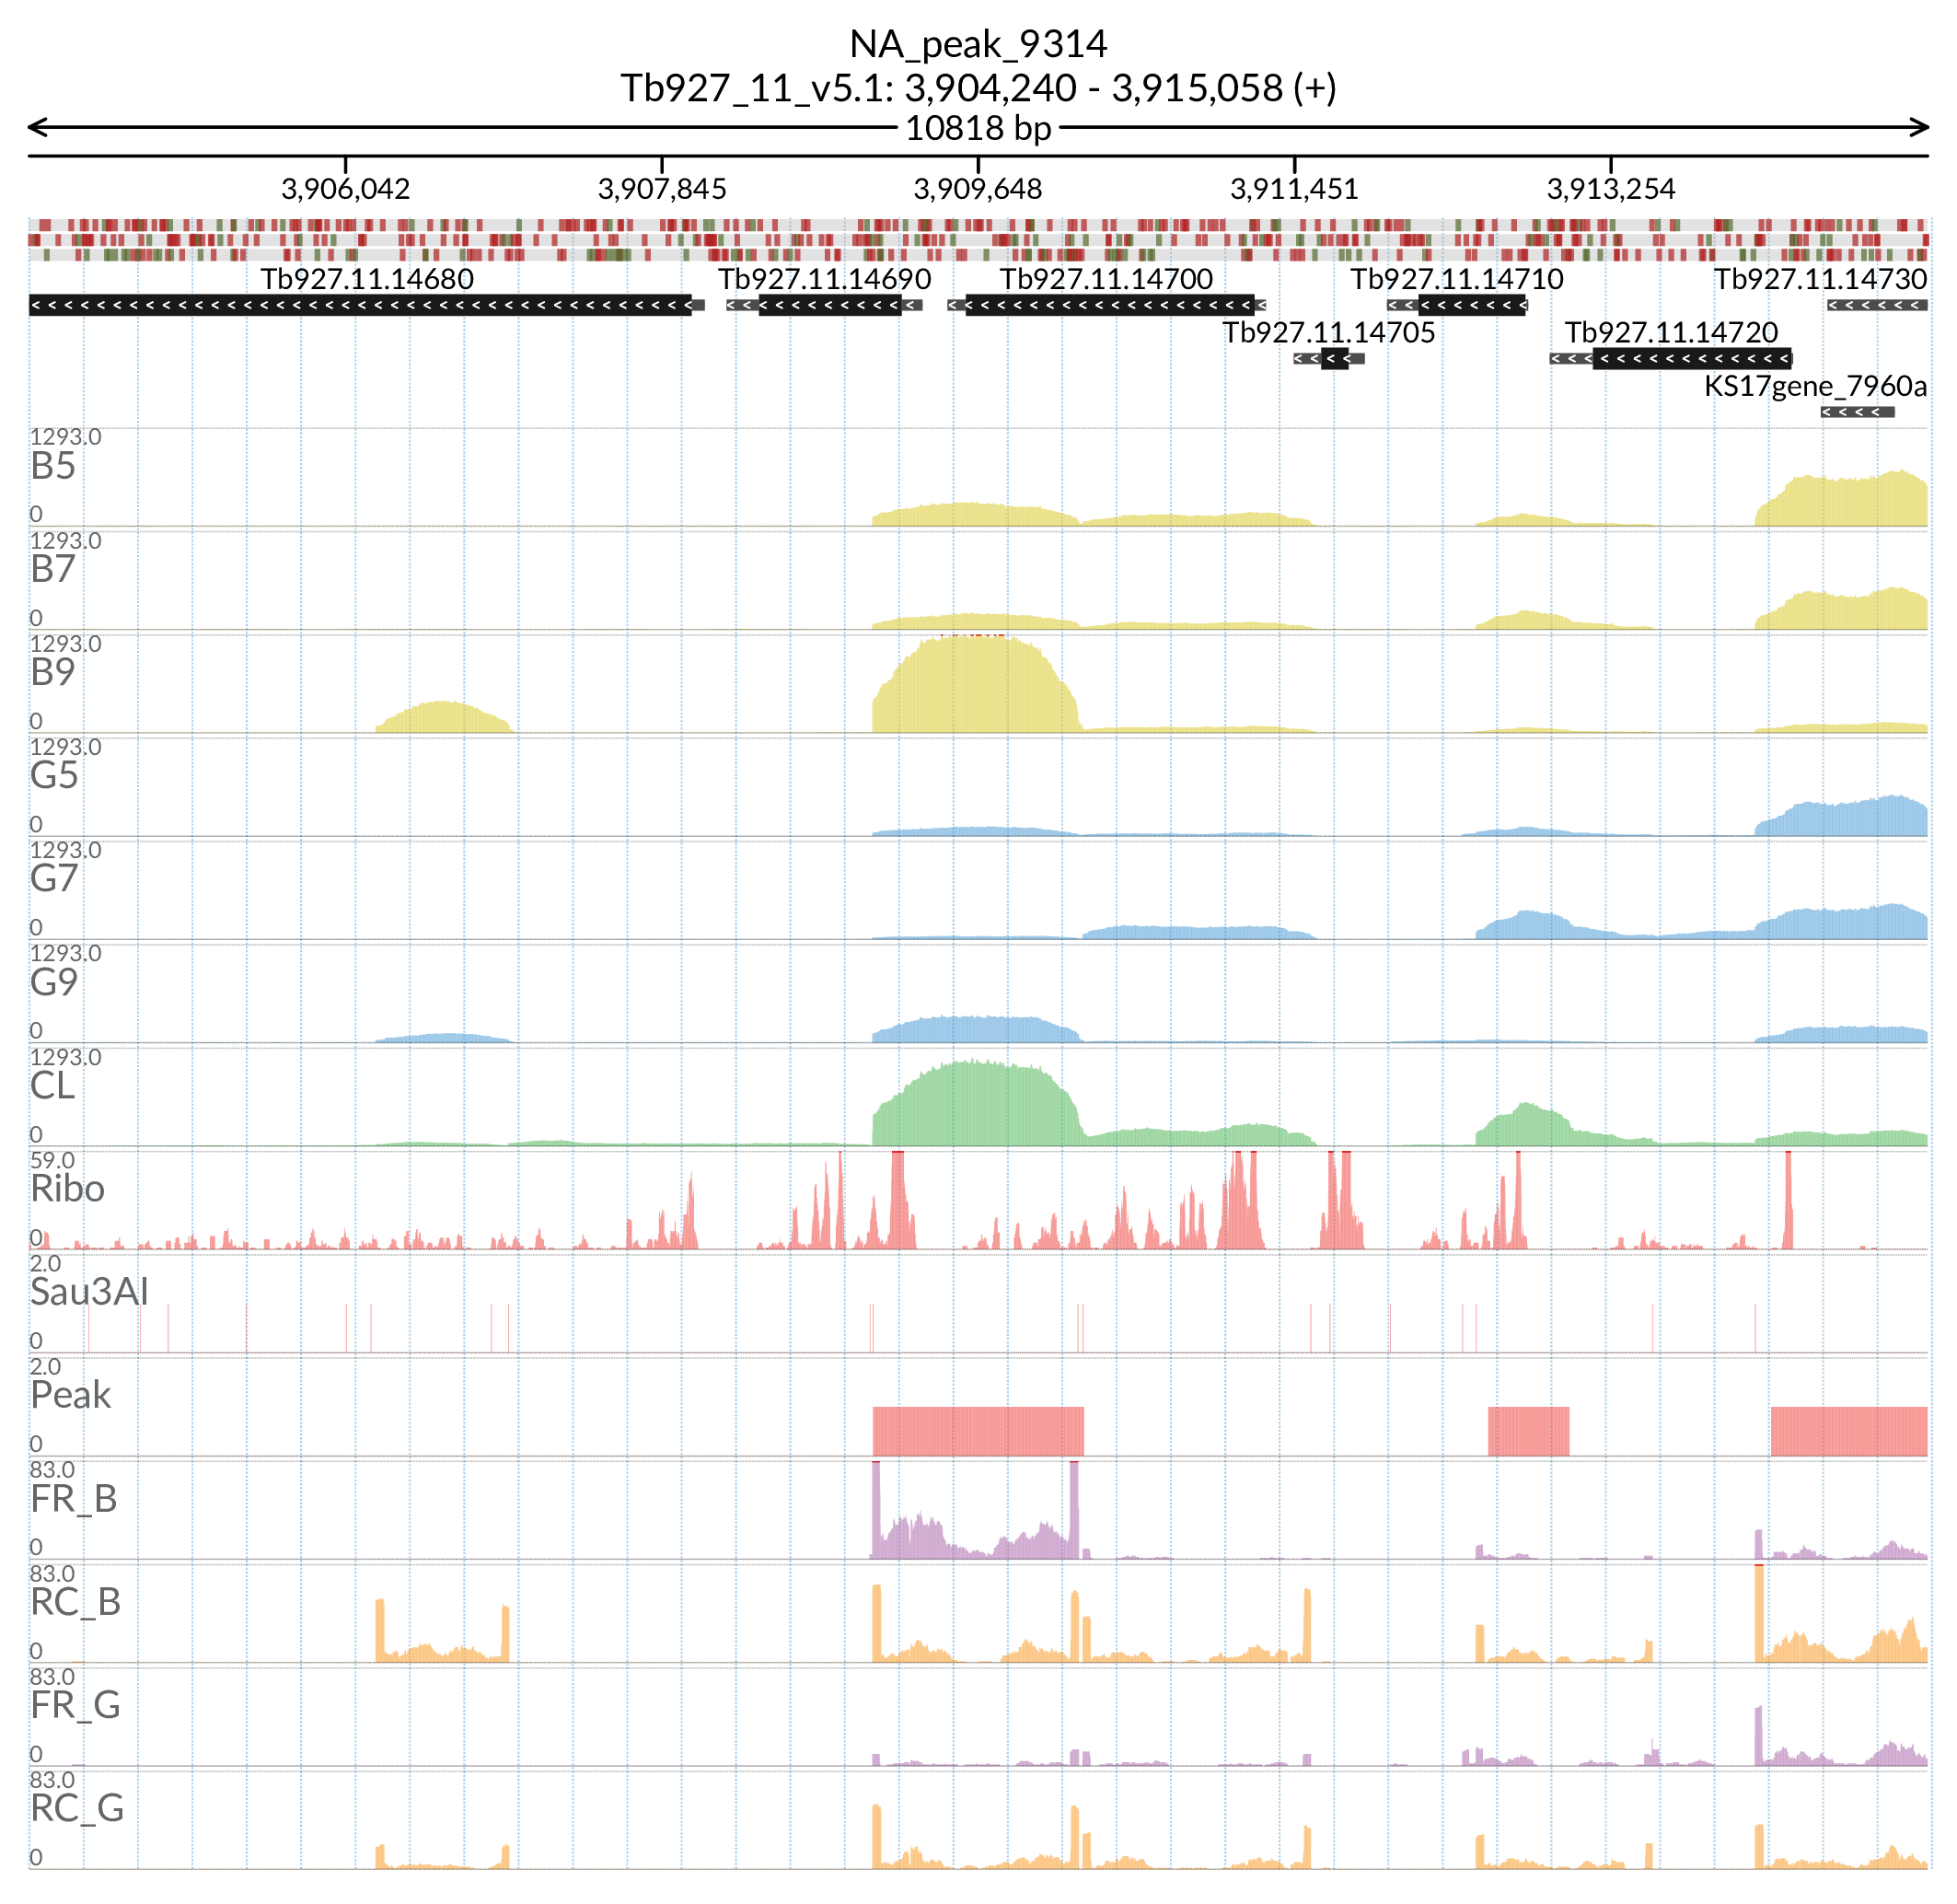 NA_peak_9314
Tb927_11_v5.1: 3,904,240 - 3,915,058 (+)
10818 bp
3,906,042 3,907,845 3,909,648 3,911,451 3,913,254
Tb927.11.14680 Tb927.11.14690 Tb927.11.14700 Tb927.11.14710 Tb927.11.14730
Tb927.11.14705 Tb927.11.14720
KS17gene_7960a
1293.0
B5
0
1293.0
B7
0
1293.0
B9
0
1293.0
G5
0
1293.0
G7
0
1293.0
G9
0
1293.0
CL
0
59.0
Ribo
0
2.0
Sau3AI
0
2.0
Peak
0
83.0
FR_B
0
83.0
RC_B
0
83.0
FR_G
0
83.0
RC_G
0